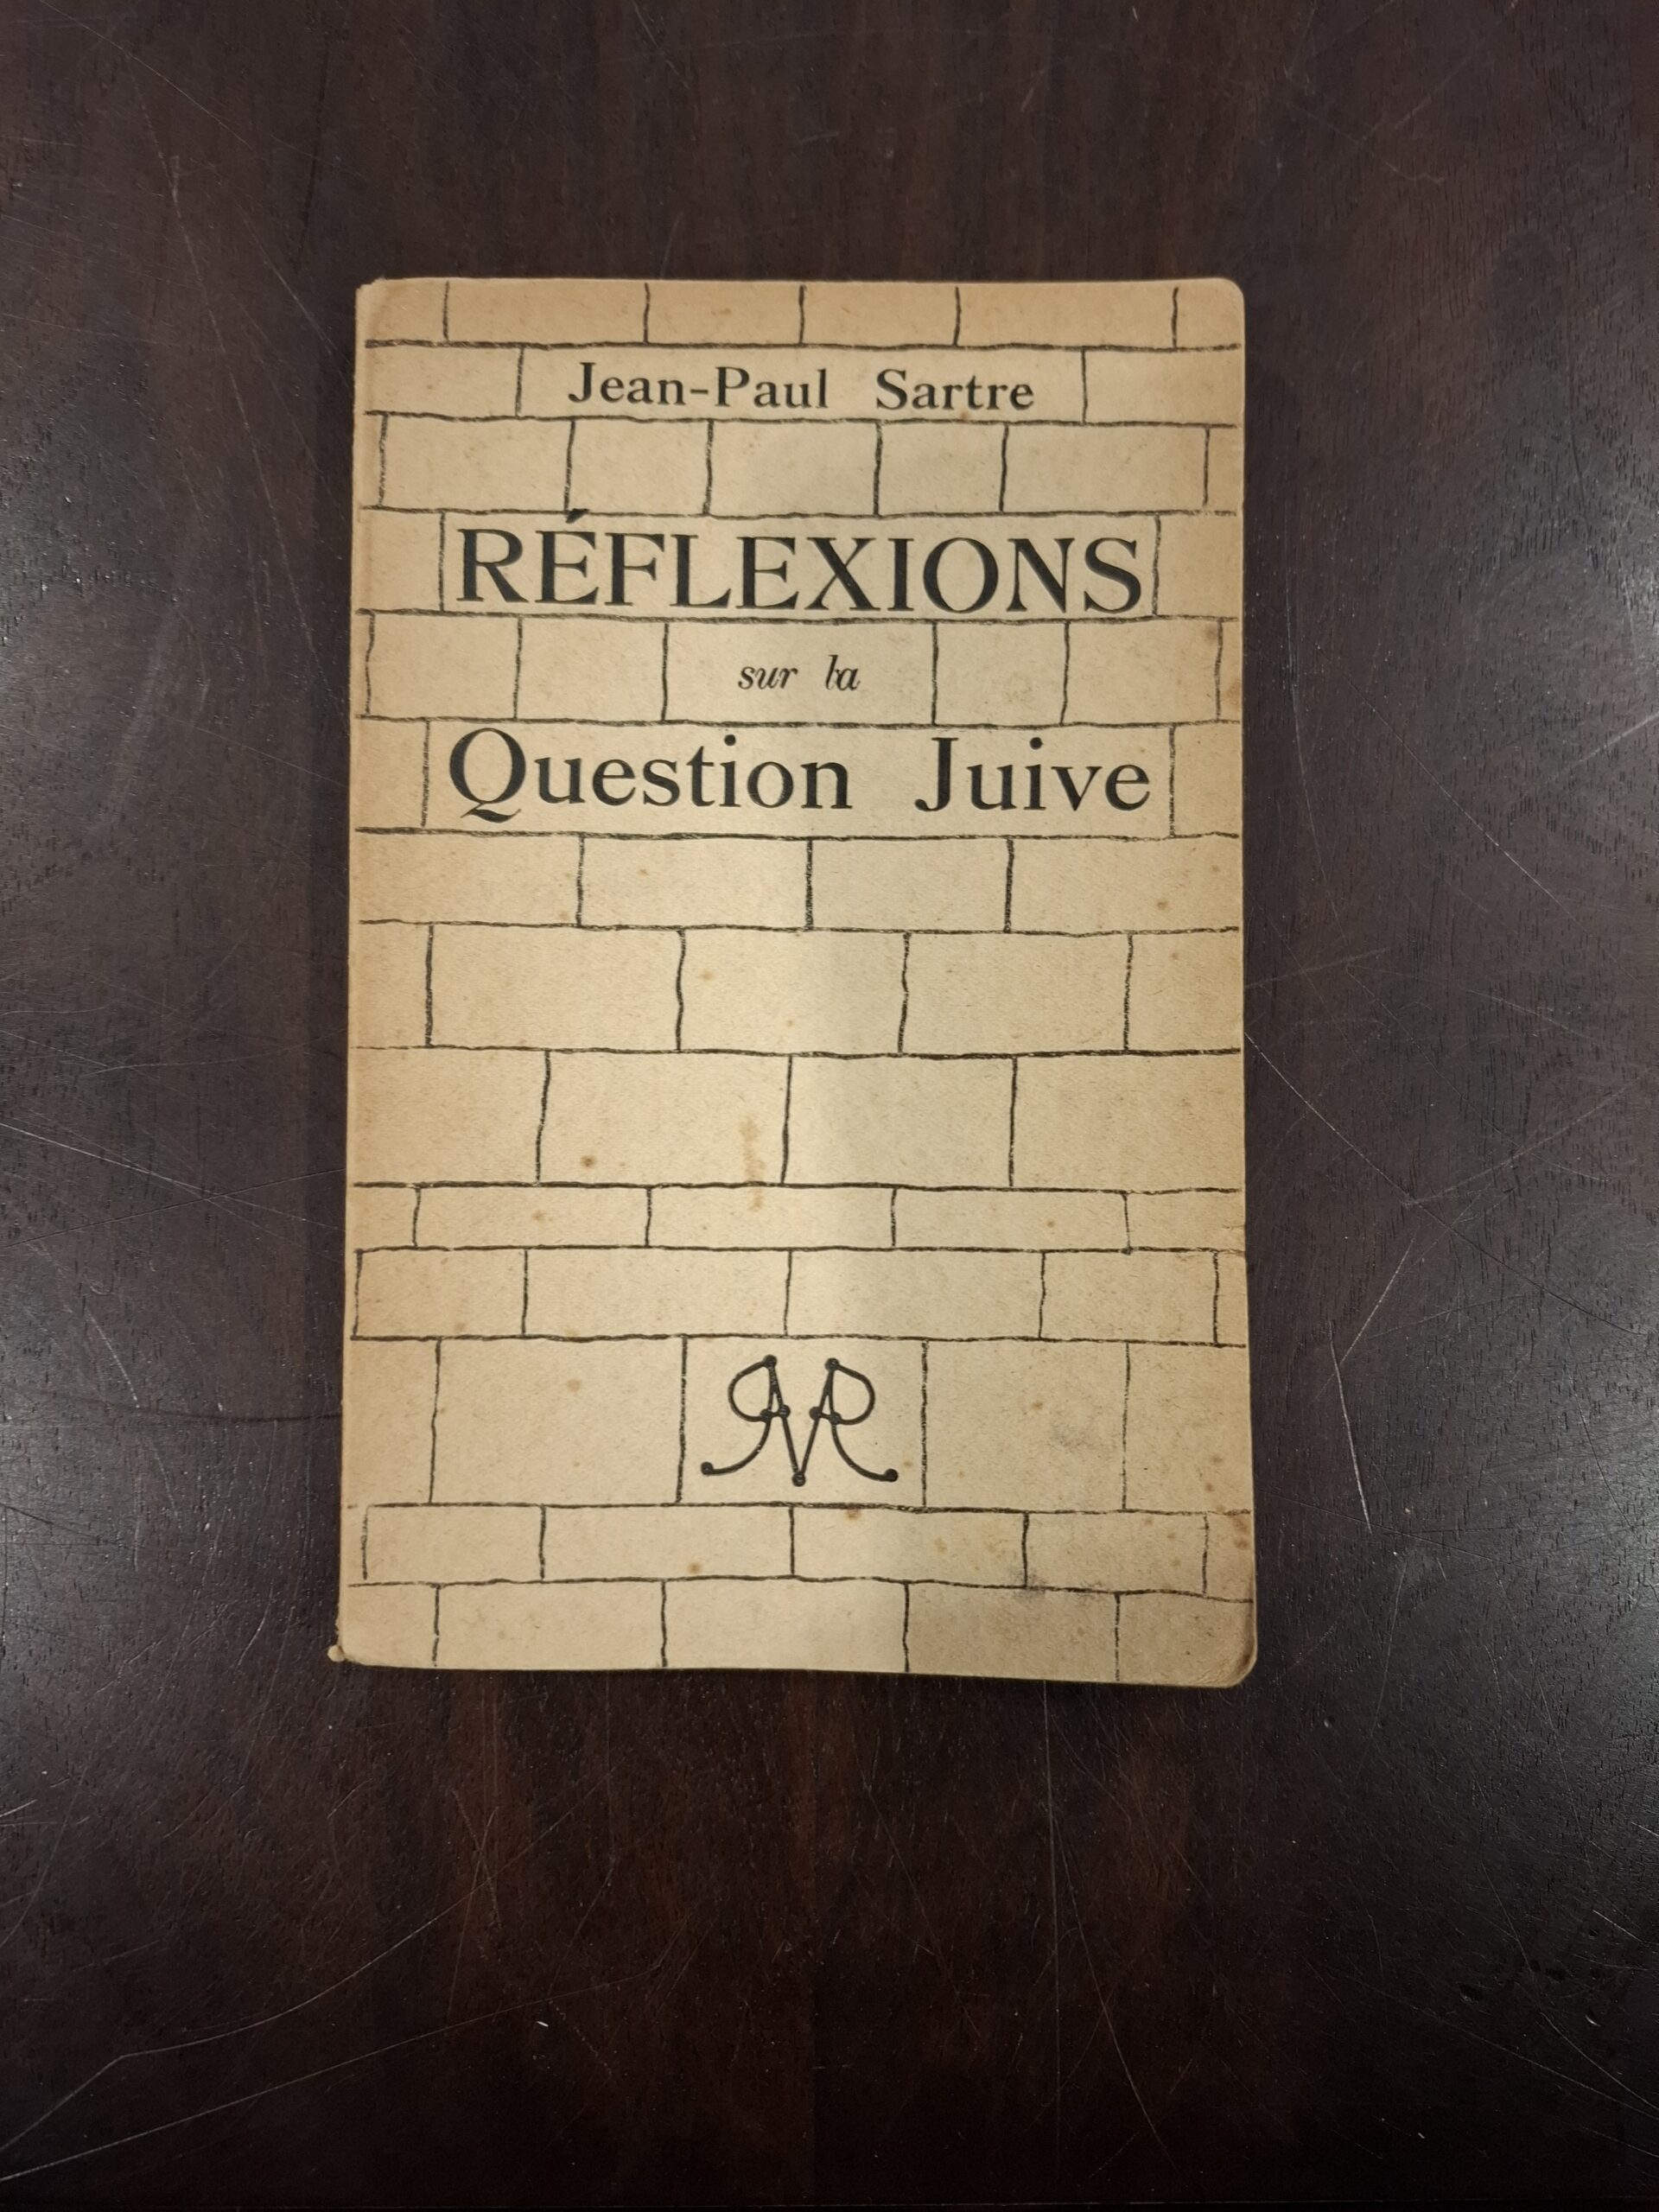 Jean-Paul Sartre
RÉFLEXIONS
sur la
Question Juive